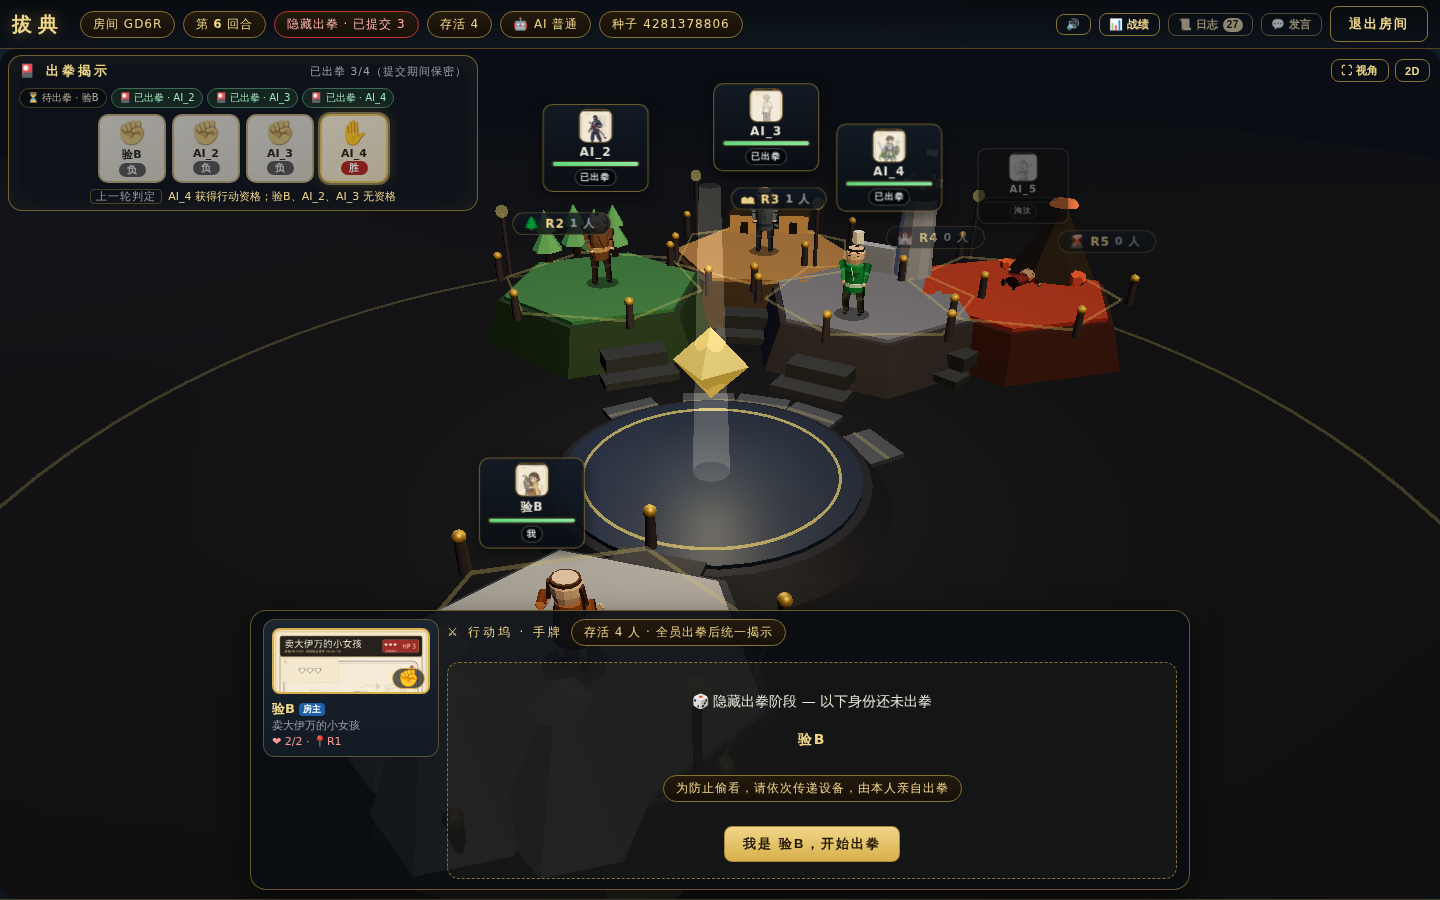 拔典
房间 GD6R
第 6 回合
隐藏出拳 · 已提交 3
存活 4
AI 普通
种子 4281378806
战绩
日志 27
发言
退出房间
出拳揭示
已出拳 3/4（提交期间保密）
待出拳 · 验B
已出拳 · AI_2
已出拳 · AI_3
已出拳 · AI_4
验B
负
AI_2
负
AI_3
负
AI_4
胜
上一轮判定
AI_4 获得行动资格；验B、AI_2、AI_3 无资格
视角
2D
AI_2
已出拳
AI_3
已出拳
AI_4
已出拳
AI_5
淘汰
R2 1 人
R3 1 人
R4 0 人
R5 0 人
验B
我
卖大伊万的小女孩
HP 3
验B
房主
卖大伊万的小女孩
2/2 · R1
行动坞 · 手牌
存活 4 人 · 全员出拳后统一揭示
隐藏出拳阶段 — 以下身份还未出拳
验B
为防止偷看，请依次传递设备，由本人亲自出拳
我是 验B，开始出拳